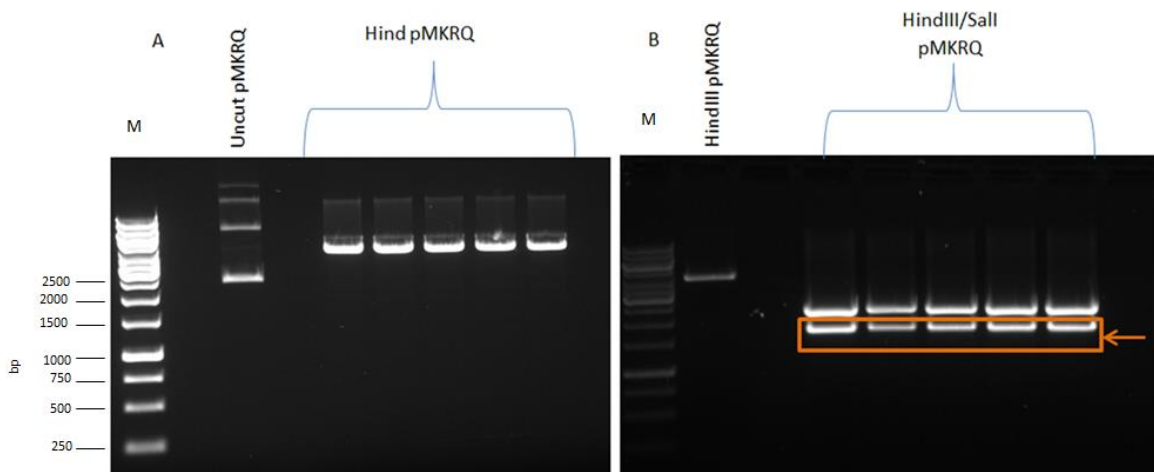 A
Hind pMKRQ
M
Uncut pMKRQ
2500
2000
1500
1000
750
500
250
bp
B
HindIII/SalI
pMKRQ
M
HindIII pMKRQ